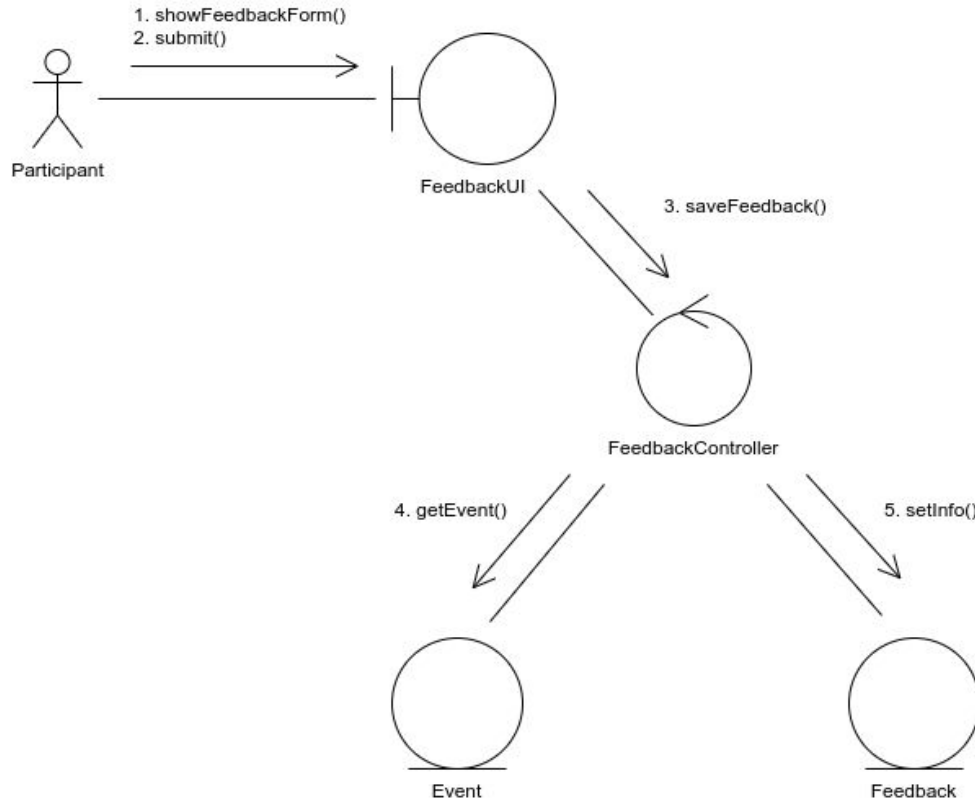 1. showFeedbackForm()
2. submit()
Participant
FeedbackUI
3. saveFeedback()
FeedbackController
4. getEvent()
5. setInfo()
Event
Feedback